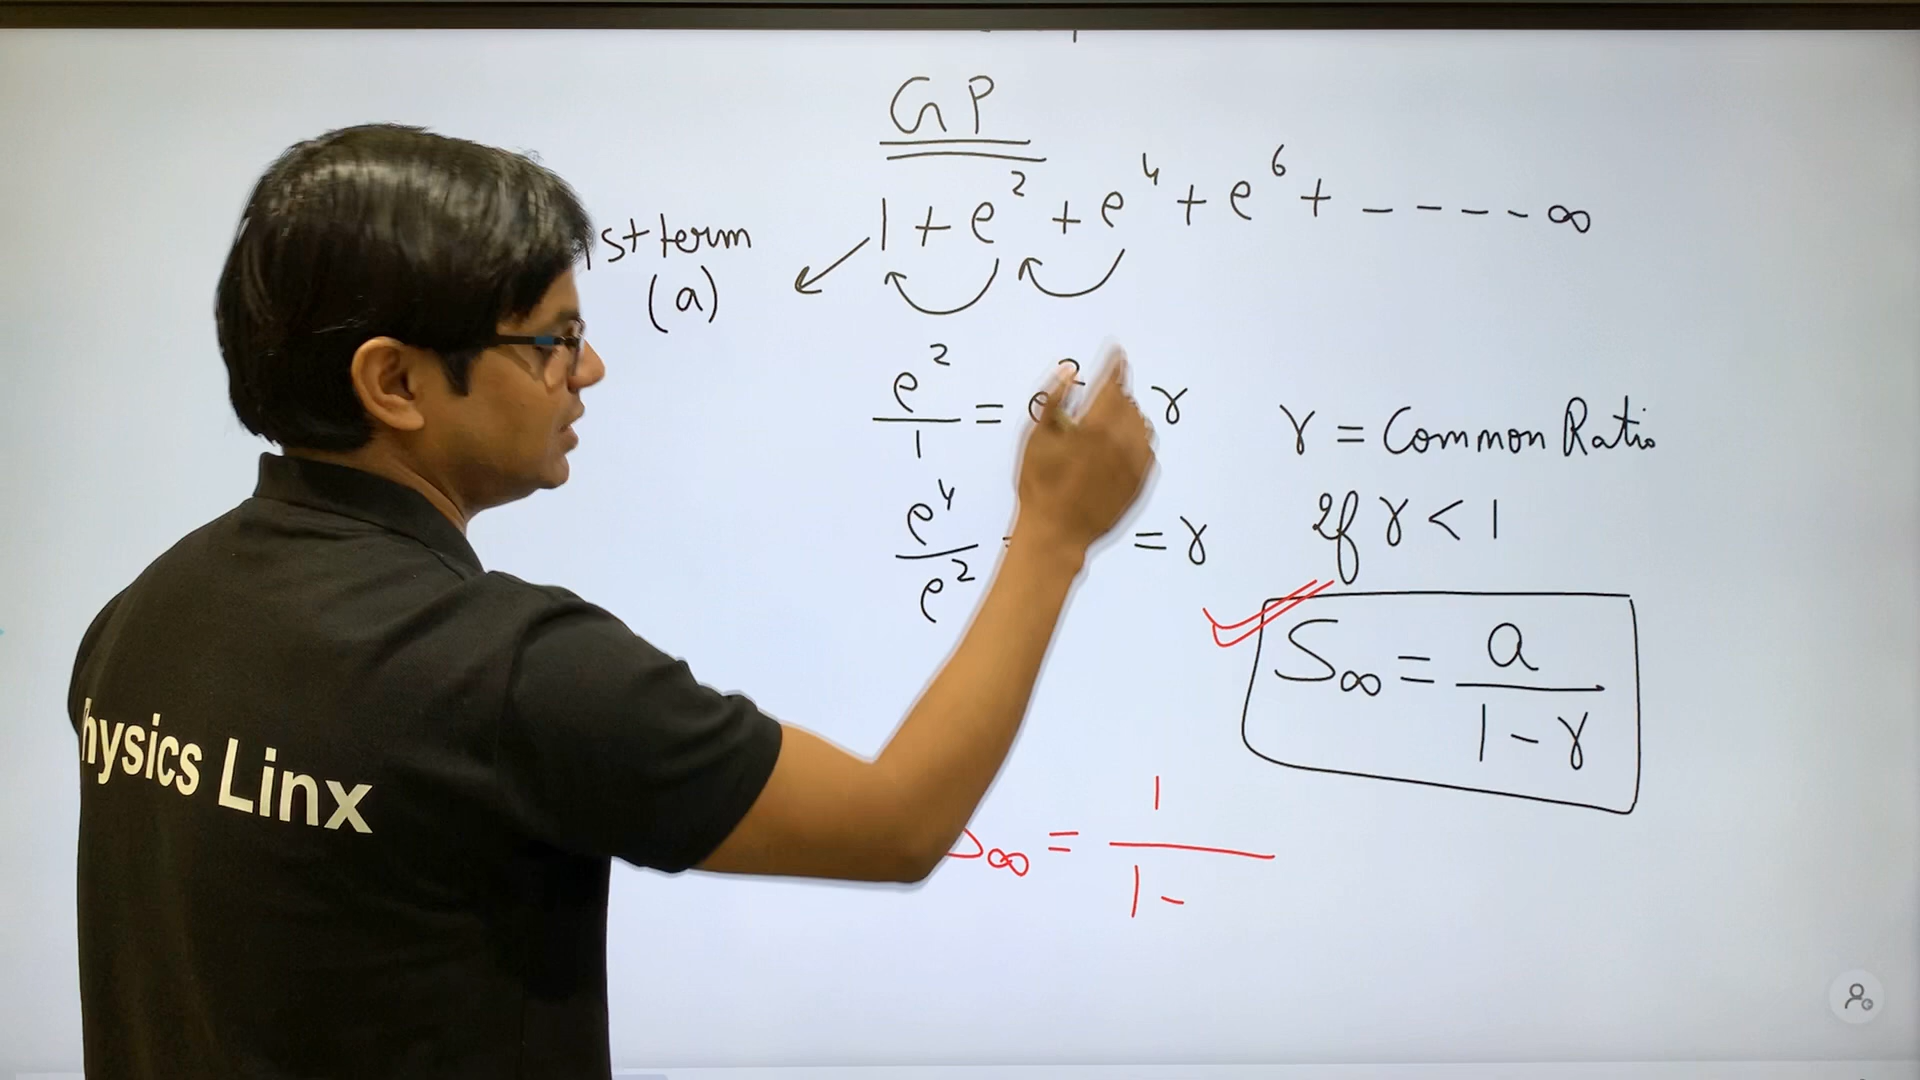 GP
1 + e² + e⁴ + e⁶ + - - - - ∞
1st term
(a)
e²/1 = e² r
r = Common Ratio
e⁴/e² = r
If r < 1
S∞ = a/(1 - r)
S∞ = 1/(1 -
hysics Linx